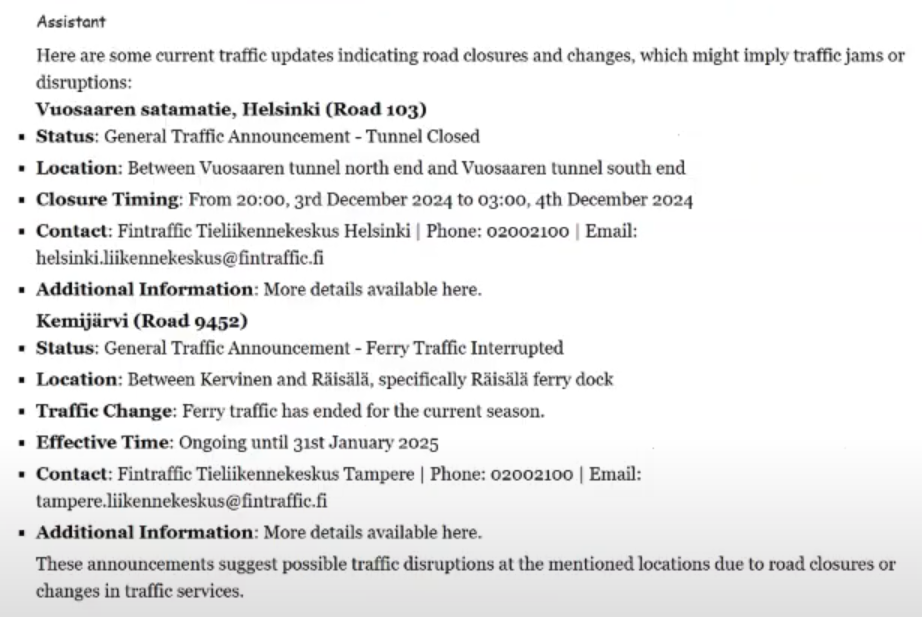 Assistant
Here are some current traffic updates indicating road closures and changes, which might imply traffic jams or
disruptions:
Vuosaaren satamatie, Helsinki (Road 103)
▪ Status: General Traffic Announcement - Tunnel Closed
▪ Location: Between Vuosaaren tunnel north end and Vuosaaren tunnel south end
▪ Closure Timing: From 20:00, 3rd December 2024 to 03:00, 4th December 2024
▪ Contact: Fintraffic Tieliikennekeskus Helsinki | Phone: 02002100 | Email:
helsinki.liikennekeskus@fintraffic.fi
▪ Additional Information: More details available here.
Kemijärvi (Road 9452)
▪ Status: General Traffic Announcement - Ferry Traffic Interrupted
▪ Location: Between Kervinen and Räisälä, specifically Räisälä ferry dock
▪ Traffic Change: Ferry traffic has ended for the current season.
▪ Effective Time: Ongoing until 31st January 2025
▪ Contact: Fintraffic Tieliikennekeskus Tampere | Phone: 02002100 | Email:
tampere.liikennekeskus@fintraffic.fi
▪ Additional Information: More details available here.
These announcements suggest possible traffic disruptions at the mentioned locations due to road closures or
changes in traffic services.